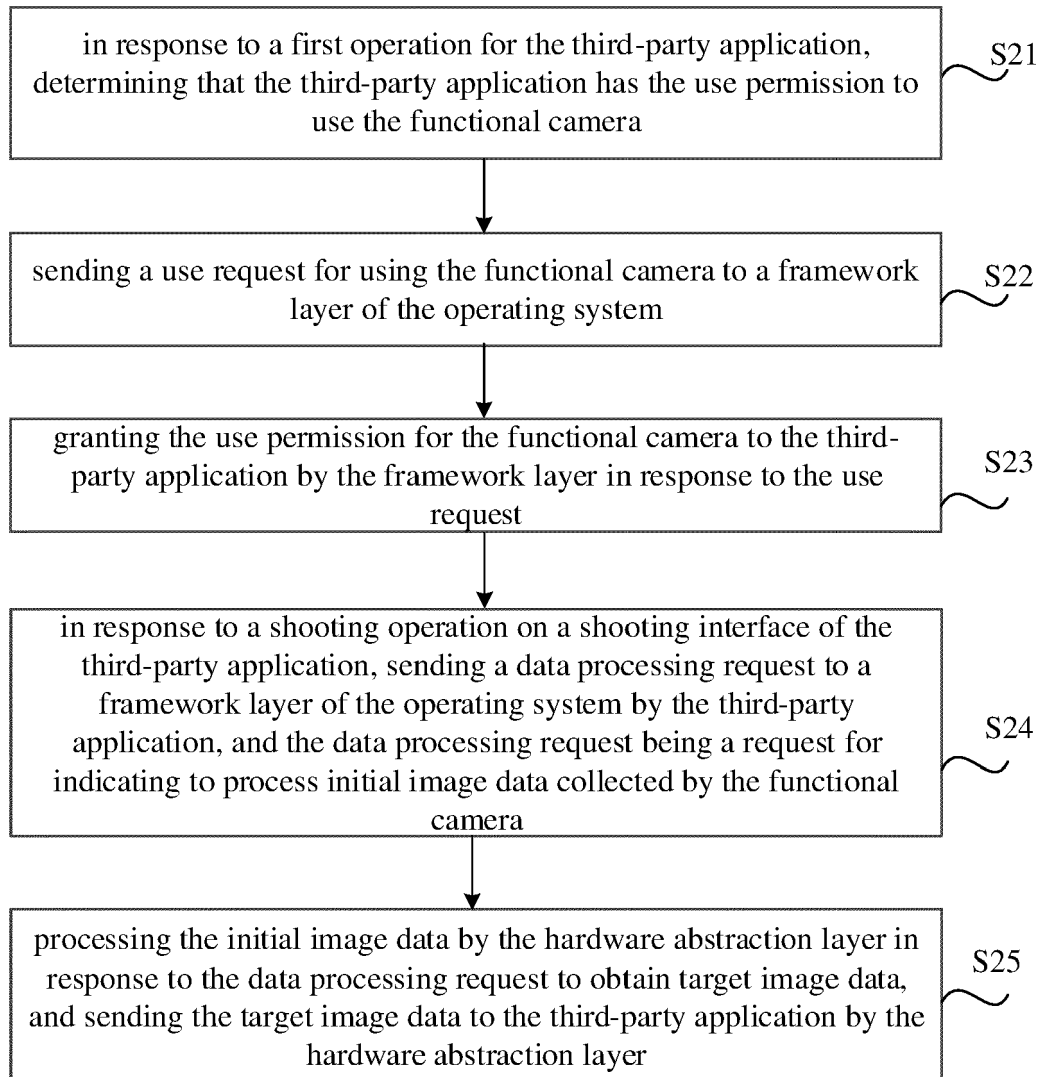 in response to a first operation for the third-party application,
determining that the third-party application has the use permission to
use the functional camera
S21
sending a use request for using the functional camera to a framework
layer of the operating system
S22
granting the use permission for the functional camera to the third-
party application by the framework layer in response to the use
request
S23
in response to a shooting operation on a shooting interface of the
third-party application, sending a data processing request to a
framework layer of the operating system by the third-party
application, and the data processing request being a request for
indicating to process initial image data collected by the functional
camera
S24
processing the initial image data by the hardware abstraction layer in
response to the data processing request to obtain target image data,
and sending the target image data to the third-party application by the
hardware abstraction layer
S25